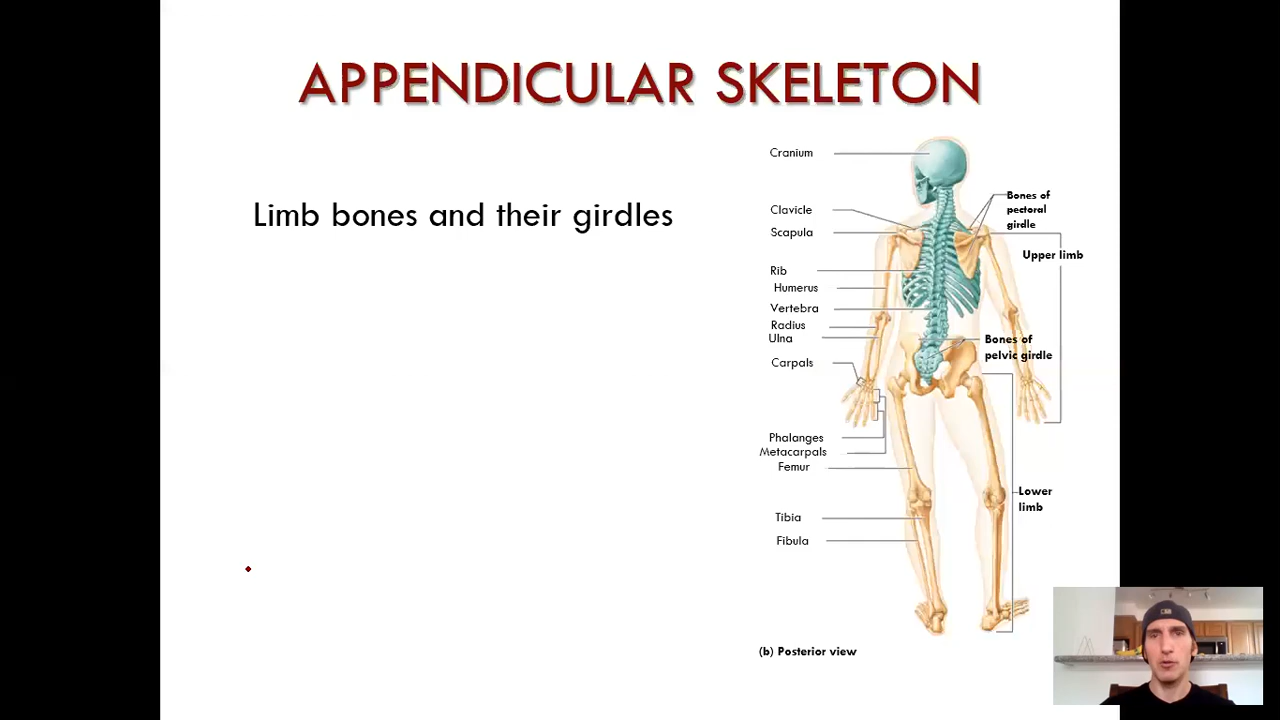 APPENDICULAR SKELETON
Limb bones and their girdles
Cranium
Clavicle
Scapula
Rib
Humerus
Vertebra
Radius
Ulna
Carpals
Phalanges
Metacarpals
Femur
Tibia
Fibula
Bones of
pectoral
girdle
Upper limb
Bones of
pelvic girdle
Lower
limb
(b) Posterior view